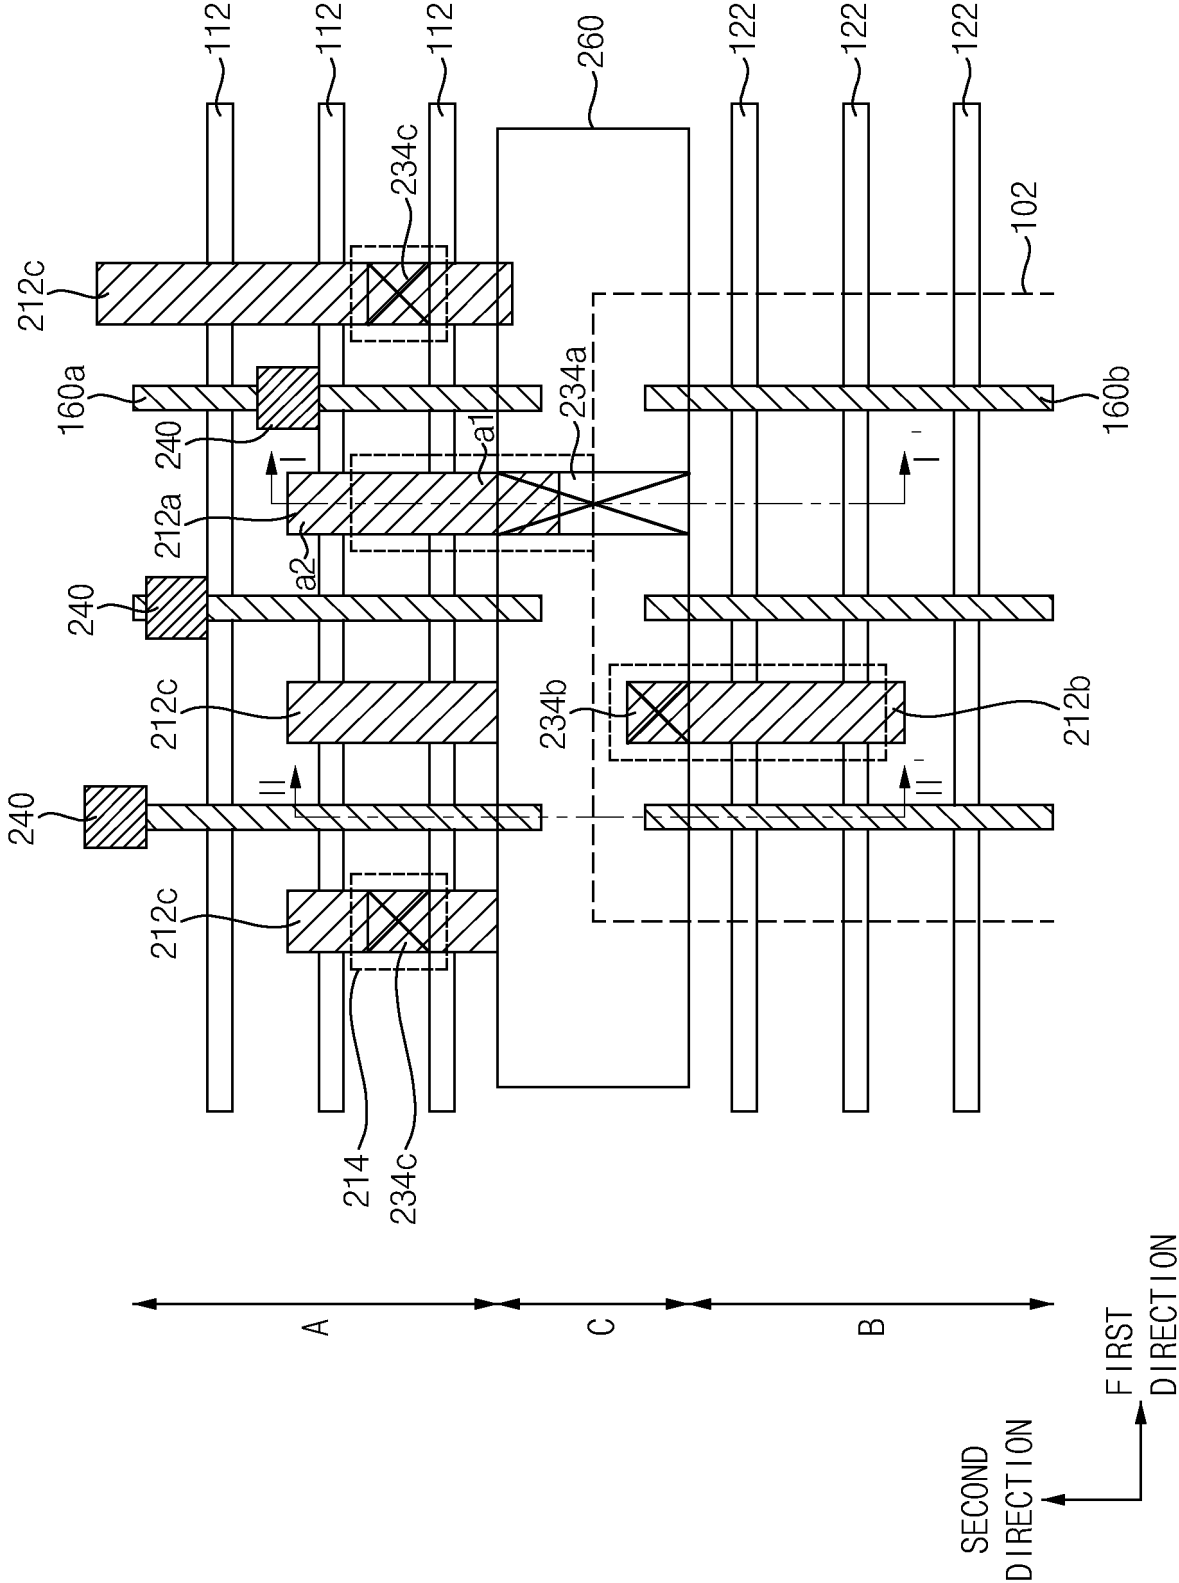 112
112
112
260
122
122
122
212c
160a
240
234c
102
234a
a1
212a
a2
I
I'
160b
240
212c
234b
212b
II
II'
240
212c
214
234c
A
C
B
SECOND
DIRECTION
FIRST
DIRECTION